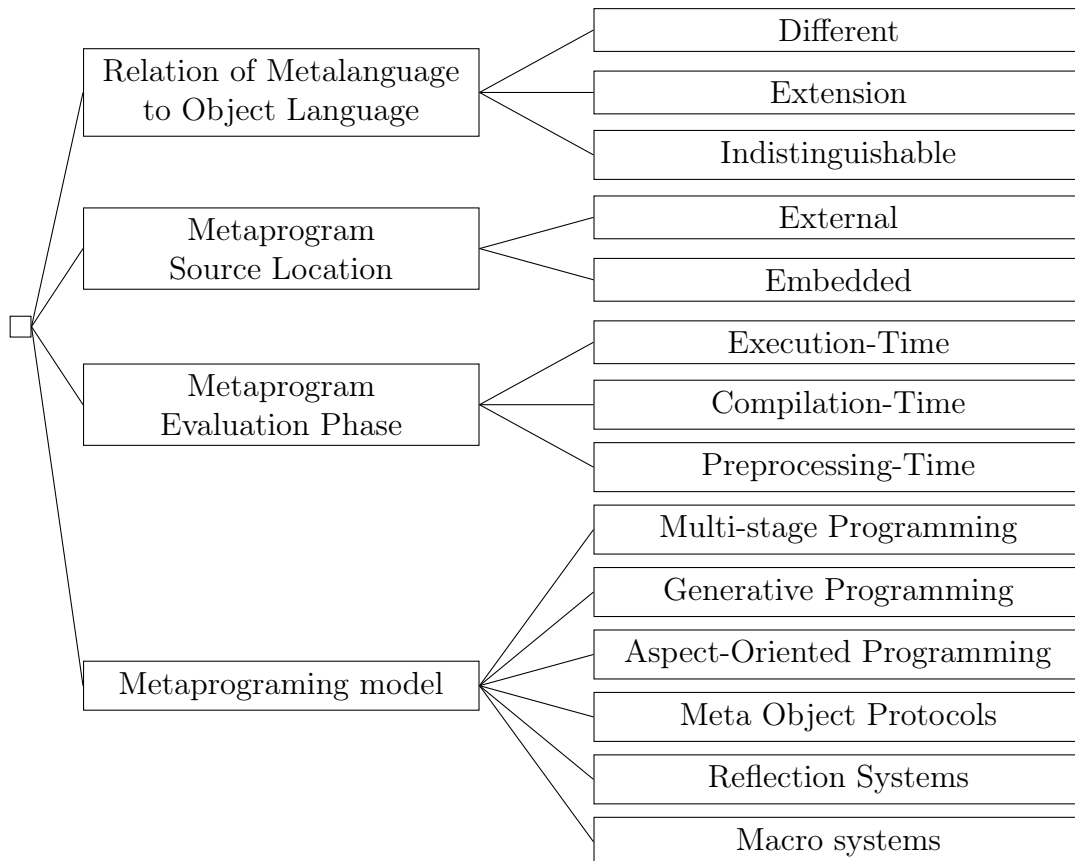 Different
Relation of Metalanguage
to Object Language
Extension
Indistinguishable
Metaprogram
Source Location
External
Embedded
Metaprogram
Evaluation Phase
Execution-Time
Compilation-Time
Preprocessing-Time
Metaprograming model
Multi-stage Programming
Generative Programming
Aspect-Oriented Programming
Meta Object Protocols
Reflection Systems
Macro systems